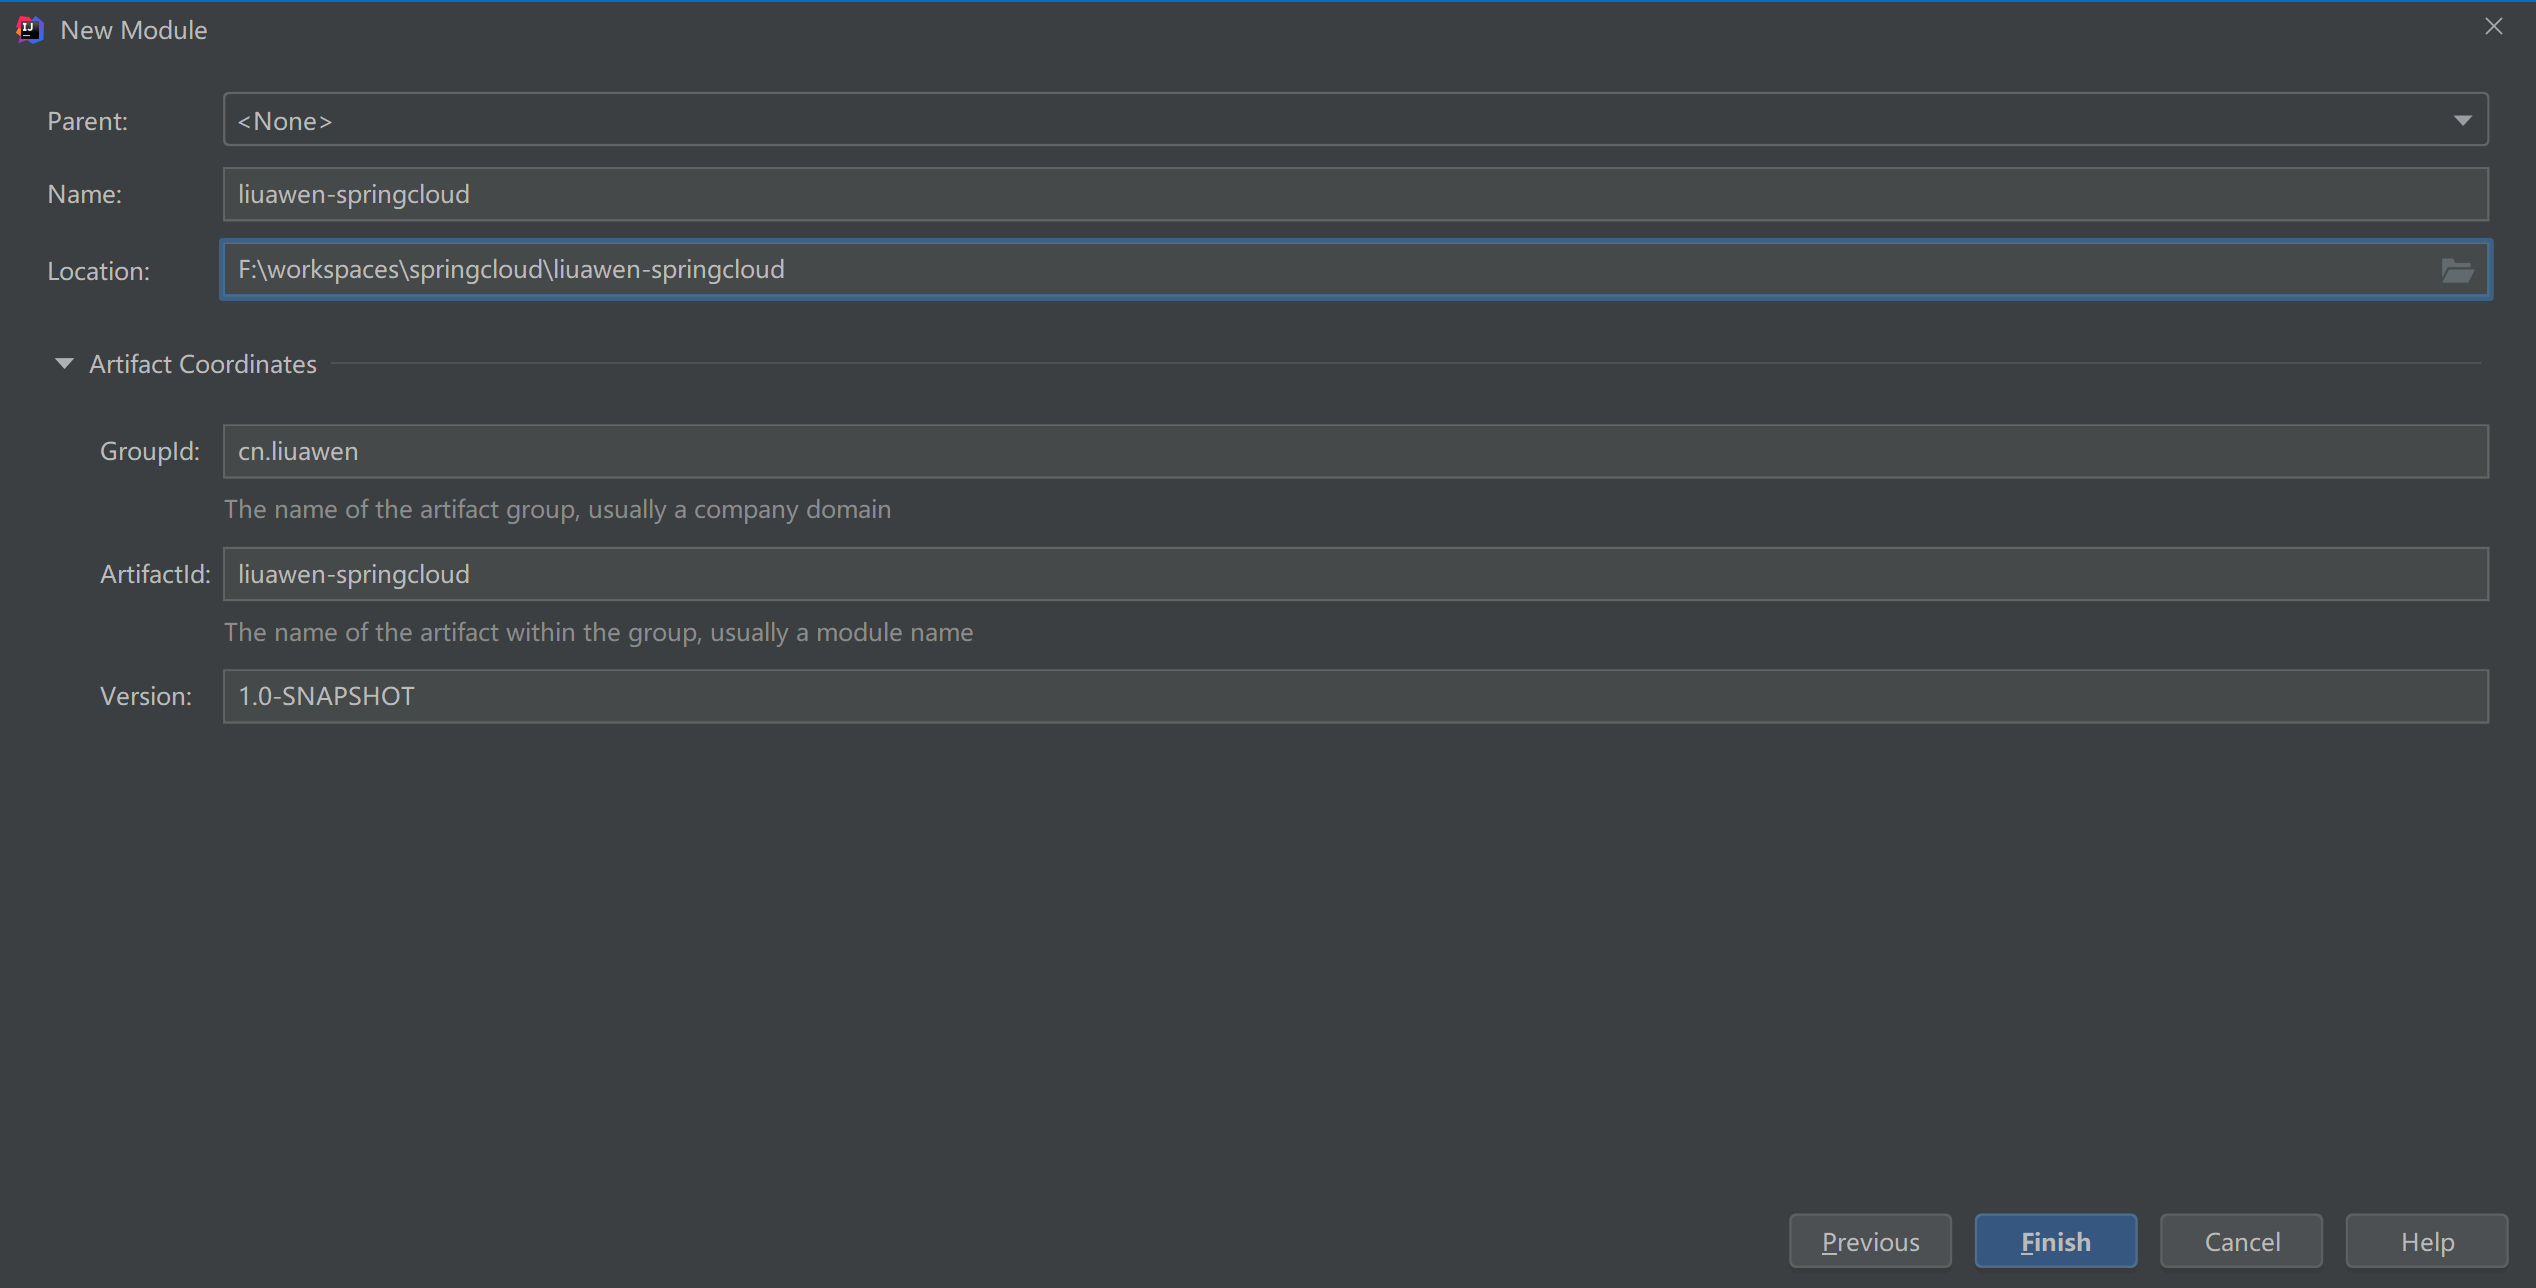 New Module
Parent: <None>
Name: liuawen-springcloud
Location: F:\workspaces\springcloud\liuawen-springcloud
Artifact Coordinates
GroupId: cn.liuawen
The name of the artifact group, usually a company domain
ArtifactId: liuawen-springcloud
The name of the artifact within the group, usually a module name
Version: 1.0-SNAPSHOT
Previous Finish Cancel Help